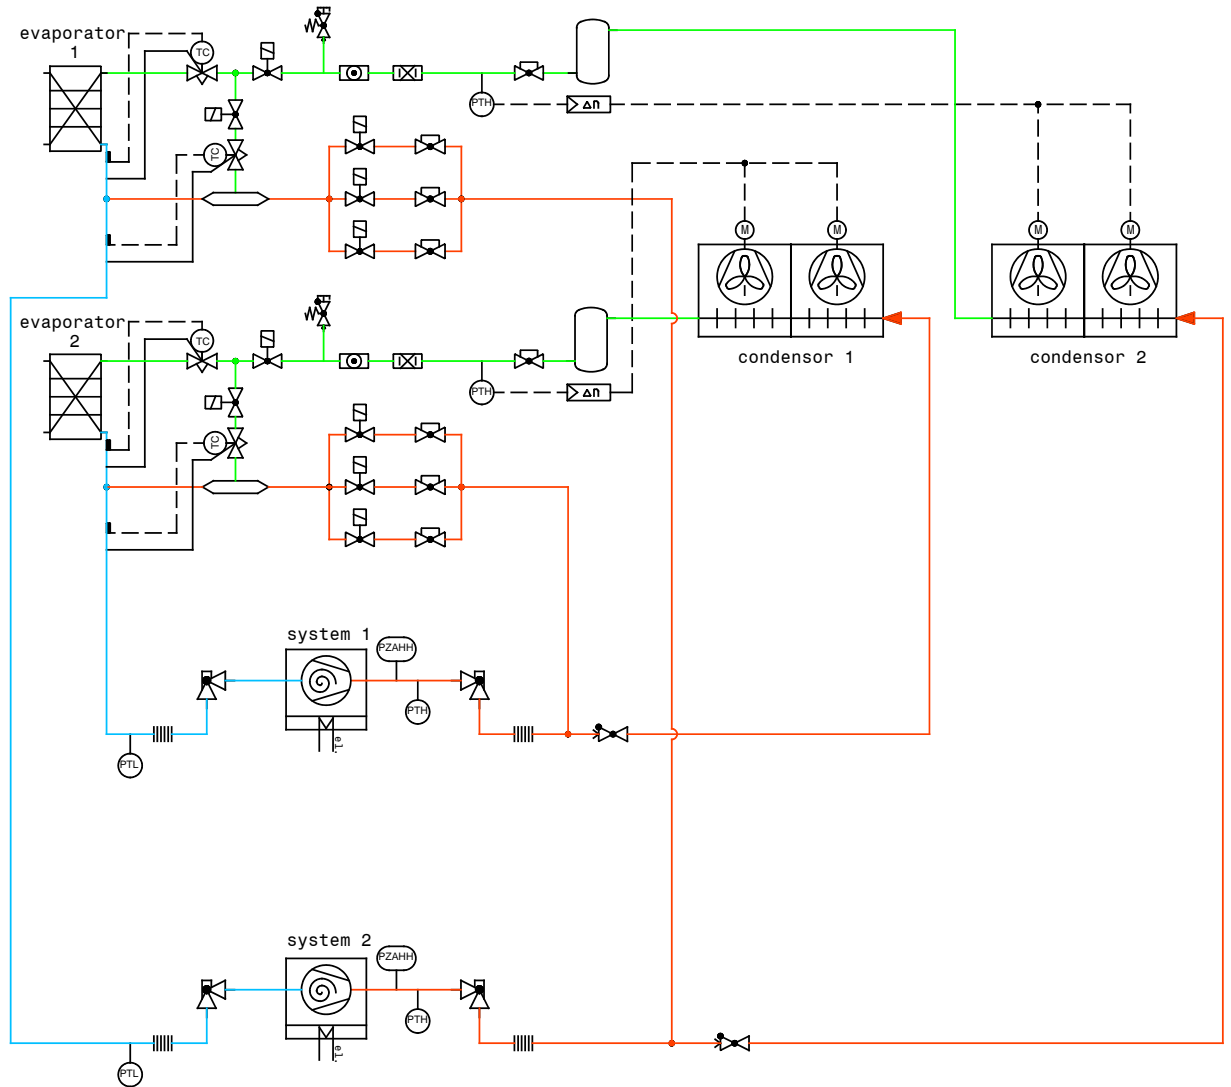 evaporator
1
TC
PTH
Δn
TC
M
M
M
M
evaporator
2
TC
condensor 1
condensor 2
PTH
Δn
TC
system 1
PZAHH
PTH
el.
PTL
system 2
PZAHH
PTH
el.
PTL